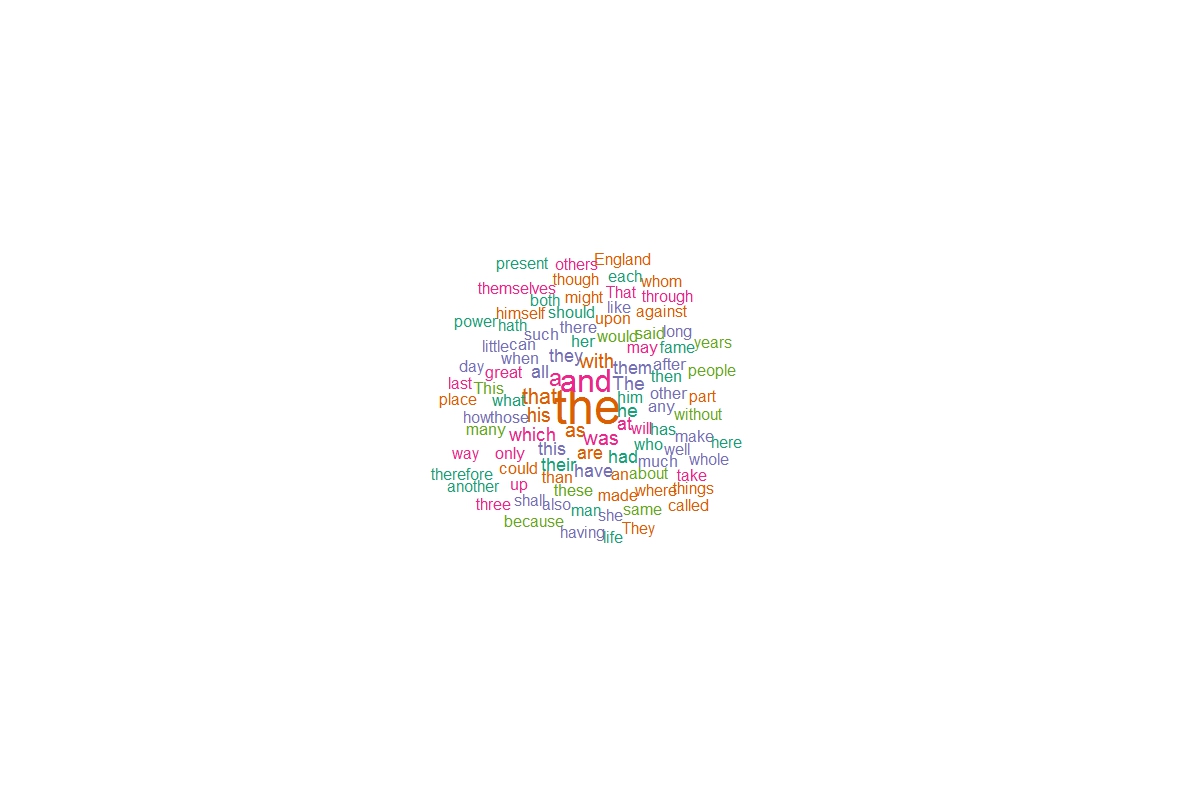 present others England
though each whom
themselves both might That through
himself should like against
power hath such there upon
her would said long
little can when they may fame years
day with them after
last great all a and The then people
This
place what that the him other part
how those his he any without
many which as was at will has make here
way only this are had who well
therefore could their have much whole
another than an about take
up these made where things
three shall also man she same called
because having life They